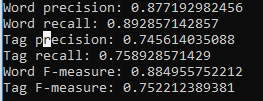 Word precision: 0.877192982456
Word recall: 0.892857142857
Tag precision: 0.745614035088
Tag recall: 0.758928571429
Word F-measure: 0.884955752212
Tag F-measure: 0.752212389381